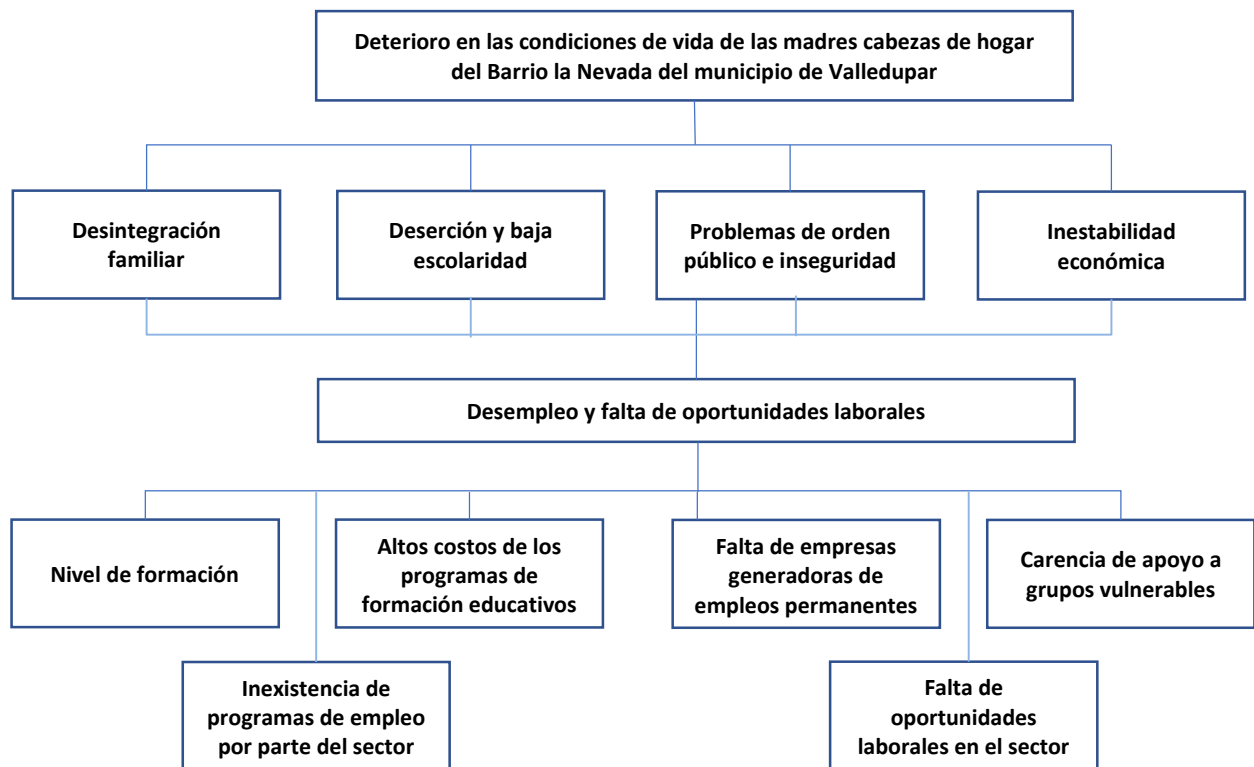 Deterioro en las condiciones de vida de las madres cabezas de hogar
del Barrio la Nevada del municipio de Valledupar
Desintegración
familiar
Deserción y baja
escolaridad
Problemas de orden
público e inseguridad
Inestabilidad
económica
Desempleo y falta de oportunidades laborales
Nivel de formación
Altos costos de los
programas de
formación educativos
Falta de empresas
generadoras de
empleos permanentes
Carencia de apoyo a
grupos vulnerables
Inexistencia de
programas de empleo
por parte del sector
Falta de
oportunidades
laborales en el sector